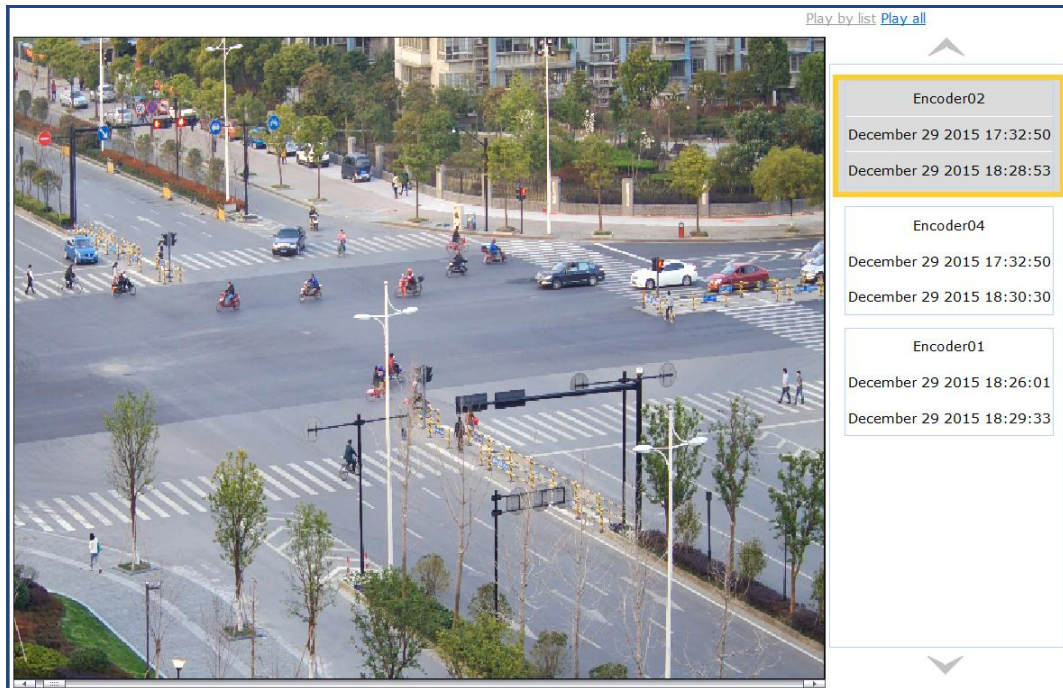 Play by list Play all
Encoder02
December 29 2015 17:32:50
December 29 2015 18:28:53
Encoder04
December 29 2015 17:32:50
December 29 2015 18:30:30
Encoder01
December 29 2015 18:26:01
December 29 2015 18:29:33